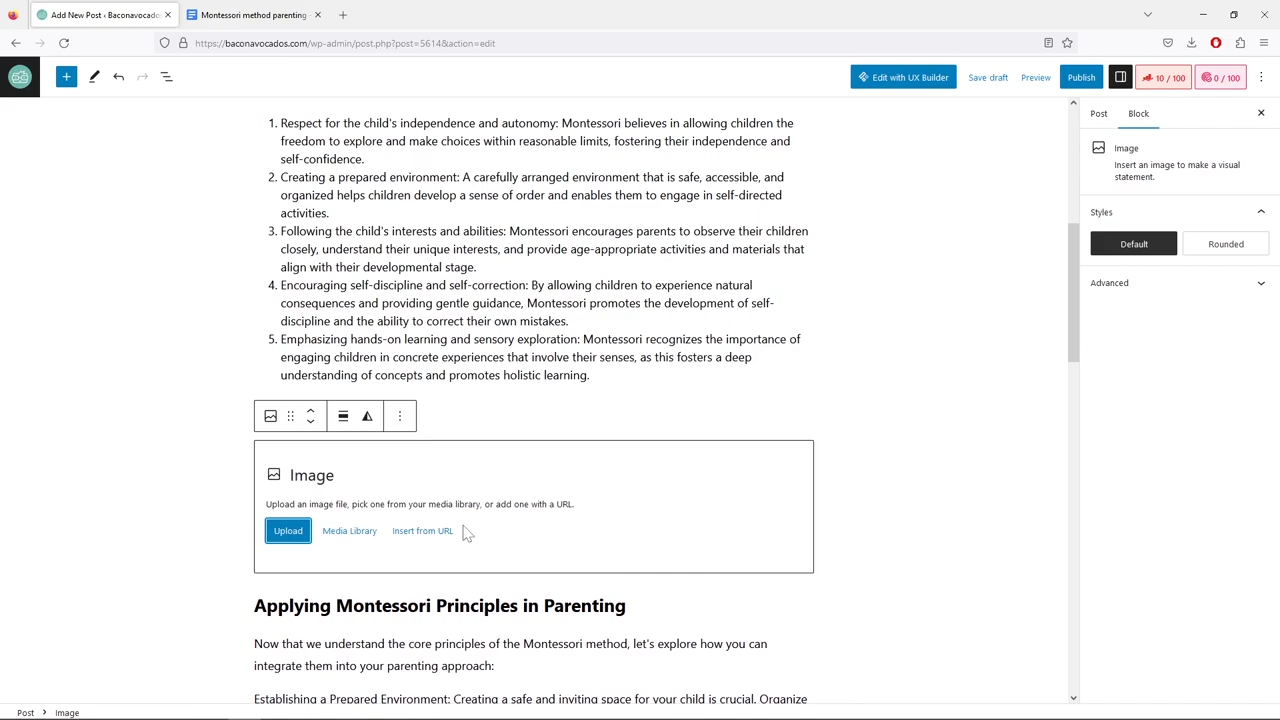 Add New Post ‹ Baconavocados
Montessori method parenting -
https://baconavocados.com/wp-admin/post.php?post=5614&action=edit
Edit with UX Builder
Save draft
Preview
Publish
10 / 100
0 / 100
1. Respect for the child's independence and autonomy: Montessori believes in allowing children the
freedom to explore and make choices within reasonable limits, fostering their independence and
self-confidence.
2. Creating a prepared environment: A carefully arranged environment that is safe, accessible, and
organized helps children develop a sense of order and enables them to engage in self-directed
activities.
3. Following the child's interests and abilities: Montessori encourages parents to observe their children
closely, understand their unique interests, and provide age-appropriate activities and materials that
align with their developmental stage.
4. Encouraging self-discipline and self-correction: By allowing children to experience natural
consequences and providing gentle guidance, Montessori promotes the development of self-
discipline and the ability to correct their own mistakes.
5. Emphasizing hands-on learning and sensory exploration: Montessori recognizes the importance of
engaging children in concrete experiences that involve their senses, as this fosters a deep
understanding of concepts and promotes holistic learning.
Image
Upload an image file, pick one from your media library, or add one with a URL.
Upload
Media Library
Insert from URL
Applying Montessori Principles in Parenting
Now that we understand the core principles of the Montessori method, let's explore how you can
integrate them into your parenting approach:
Establishing a Prepared Environment: Creating a safe and inviting space for your child is crucial. Organize
Post
Block
Image
Insert an image to make a visual
statement.
Styles
Default
Rounded
Advanced
Post
Image